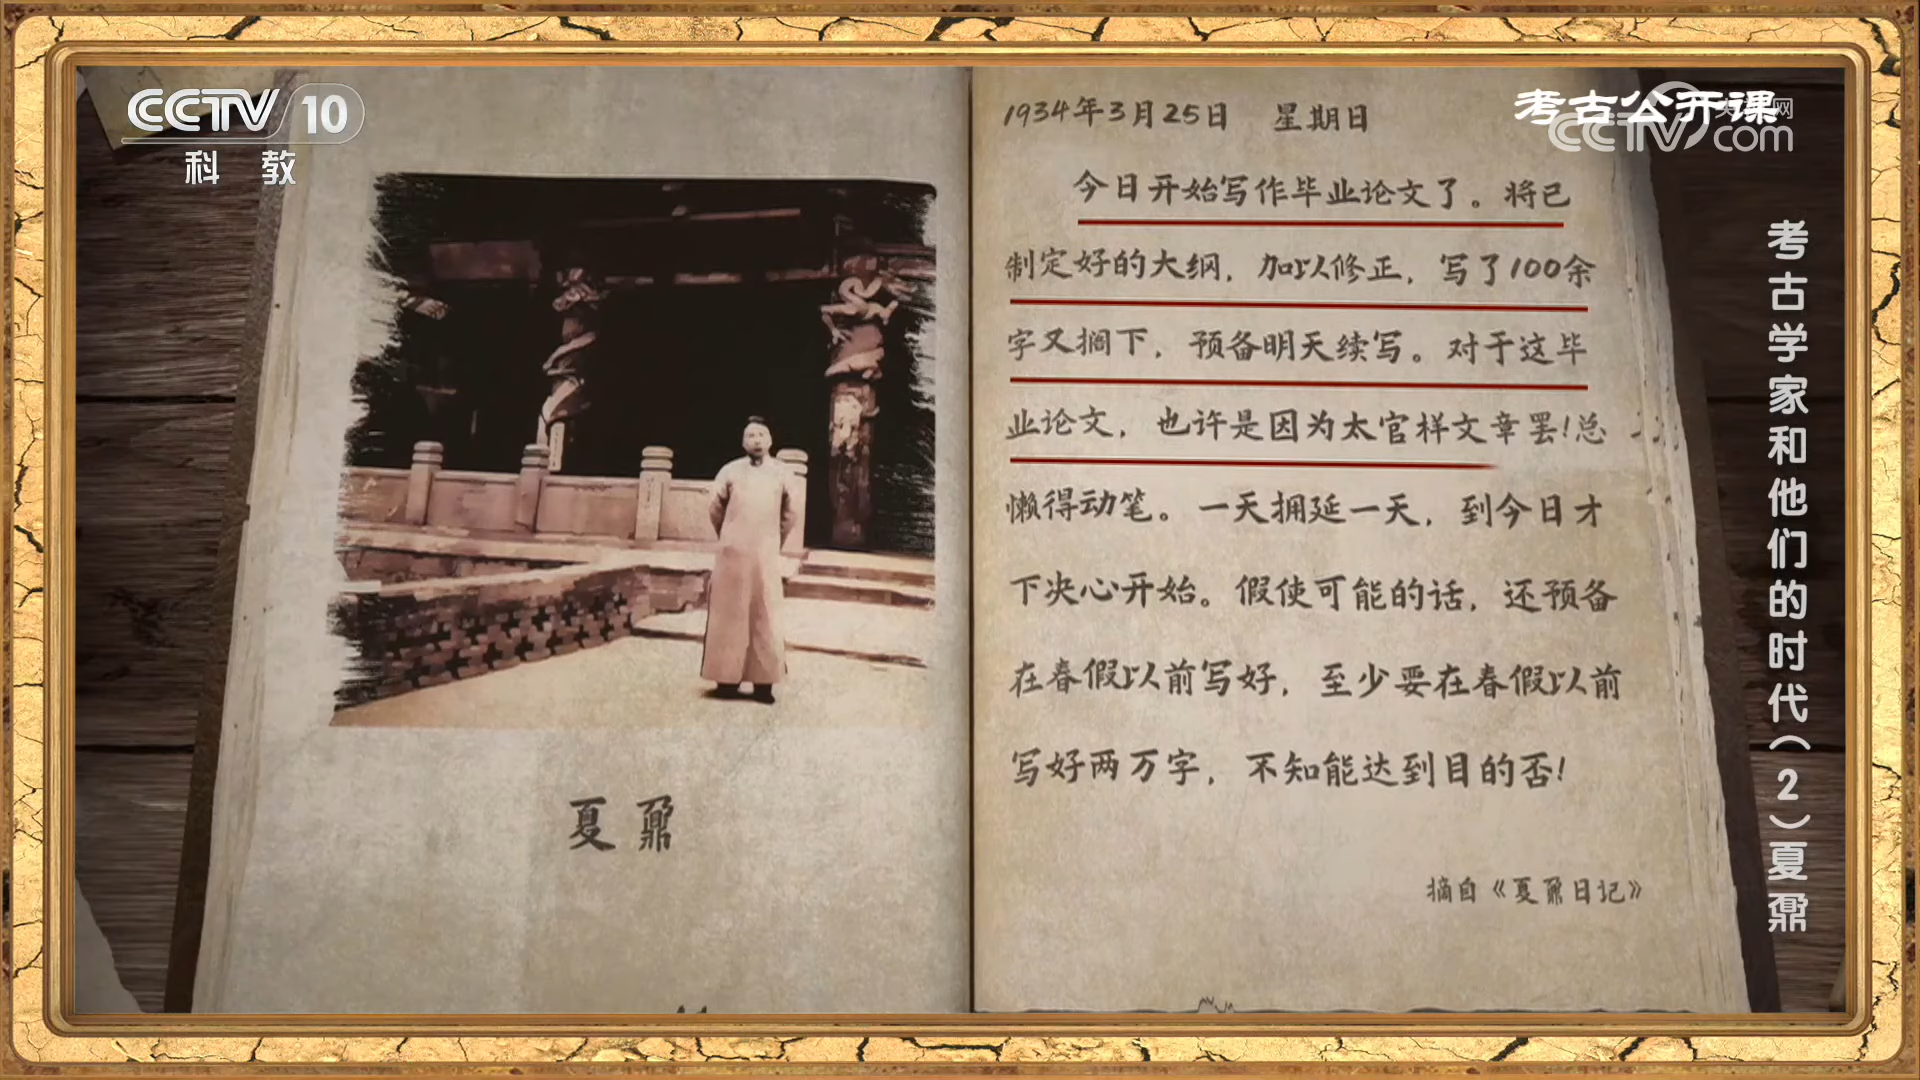 CCTV 10
科教
考古公开课
CCTV.com
1934年3月25日 星期日
今日开始写作毕业论文了。将已
制定好的大纲，加以修正，写了100余
字又搁下，预备明天续写。对于这毕
业论文，也许是因为太官样文章罢！总
懒得动笔。一天拥延一天，到今日才
下决心开始。假使可能的话，还预备
在春假以前写好，至少要在春假以前
写好两万字，不知能达到目的否！
摘自《夏鼐日记》
夏鼐
考古学家和他们的时代（2）夏鼐